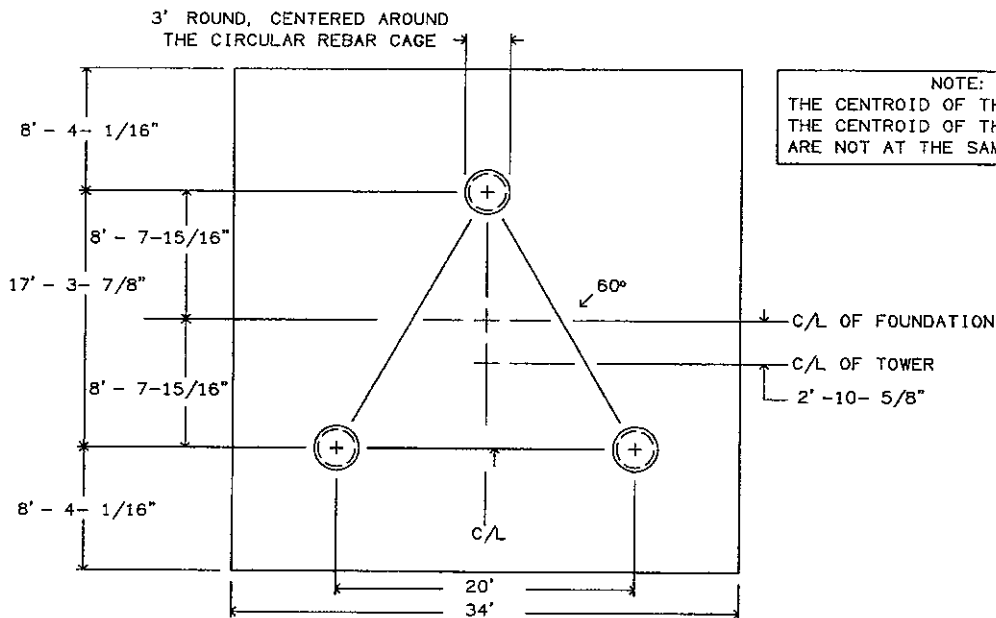 3' ROUND, CENTERED AROUND
THE CIRCULAR REBAR CAGE
NOTE:
THE CENTROID OF TH
THE CENTROID OF TH
ARE NOT AT THE SAM
8' - 4- 1/16"
8' - 7-15/16"
17' - 3- 7/8"
60°
C/L OF FOUNDATION
C/L OF TOWER
8' - 7-15/16"
2' -10- 5/8"
8' - 4- 1/16"
C/L
20'
34'